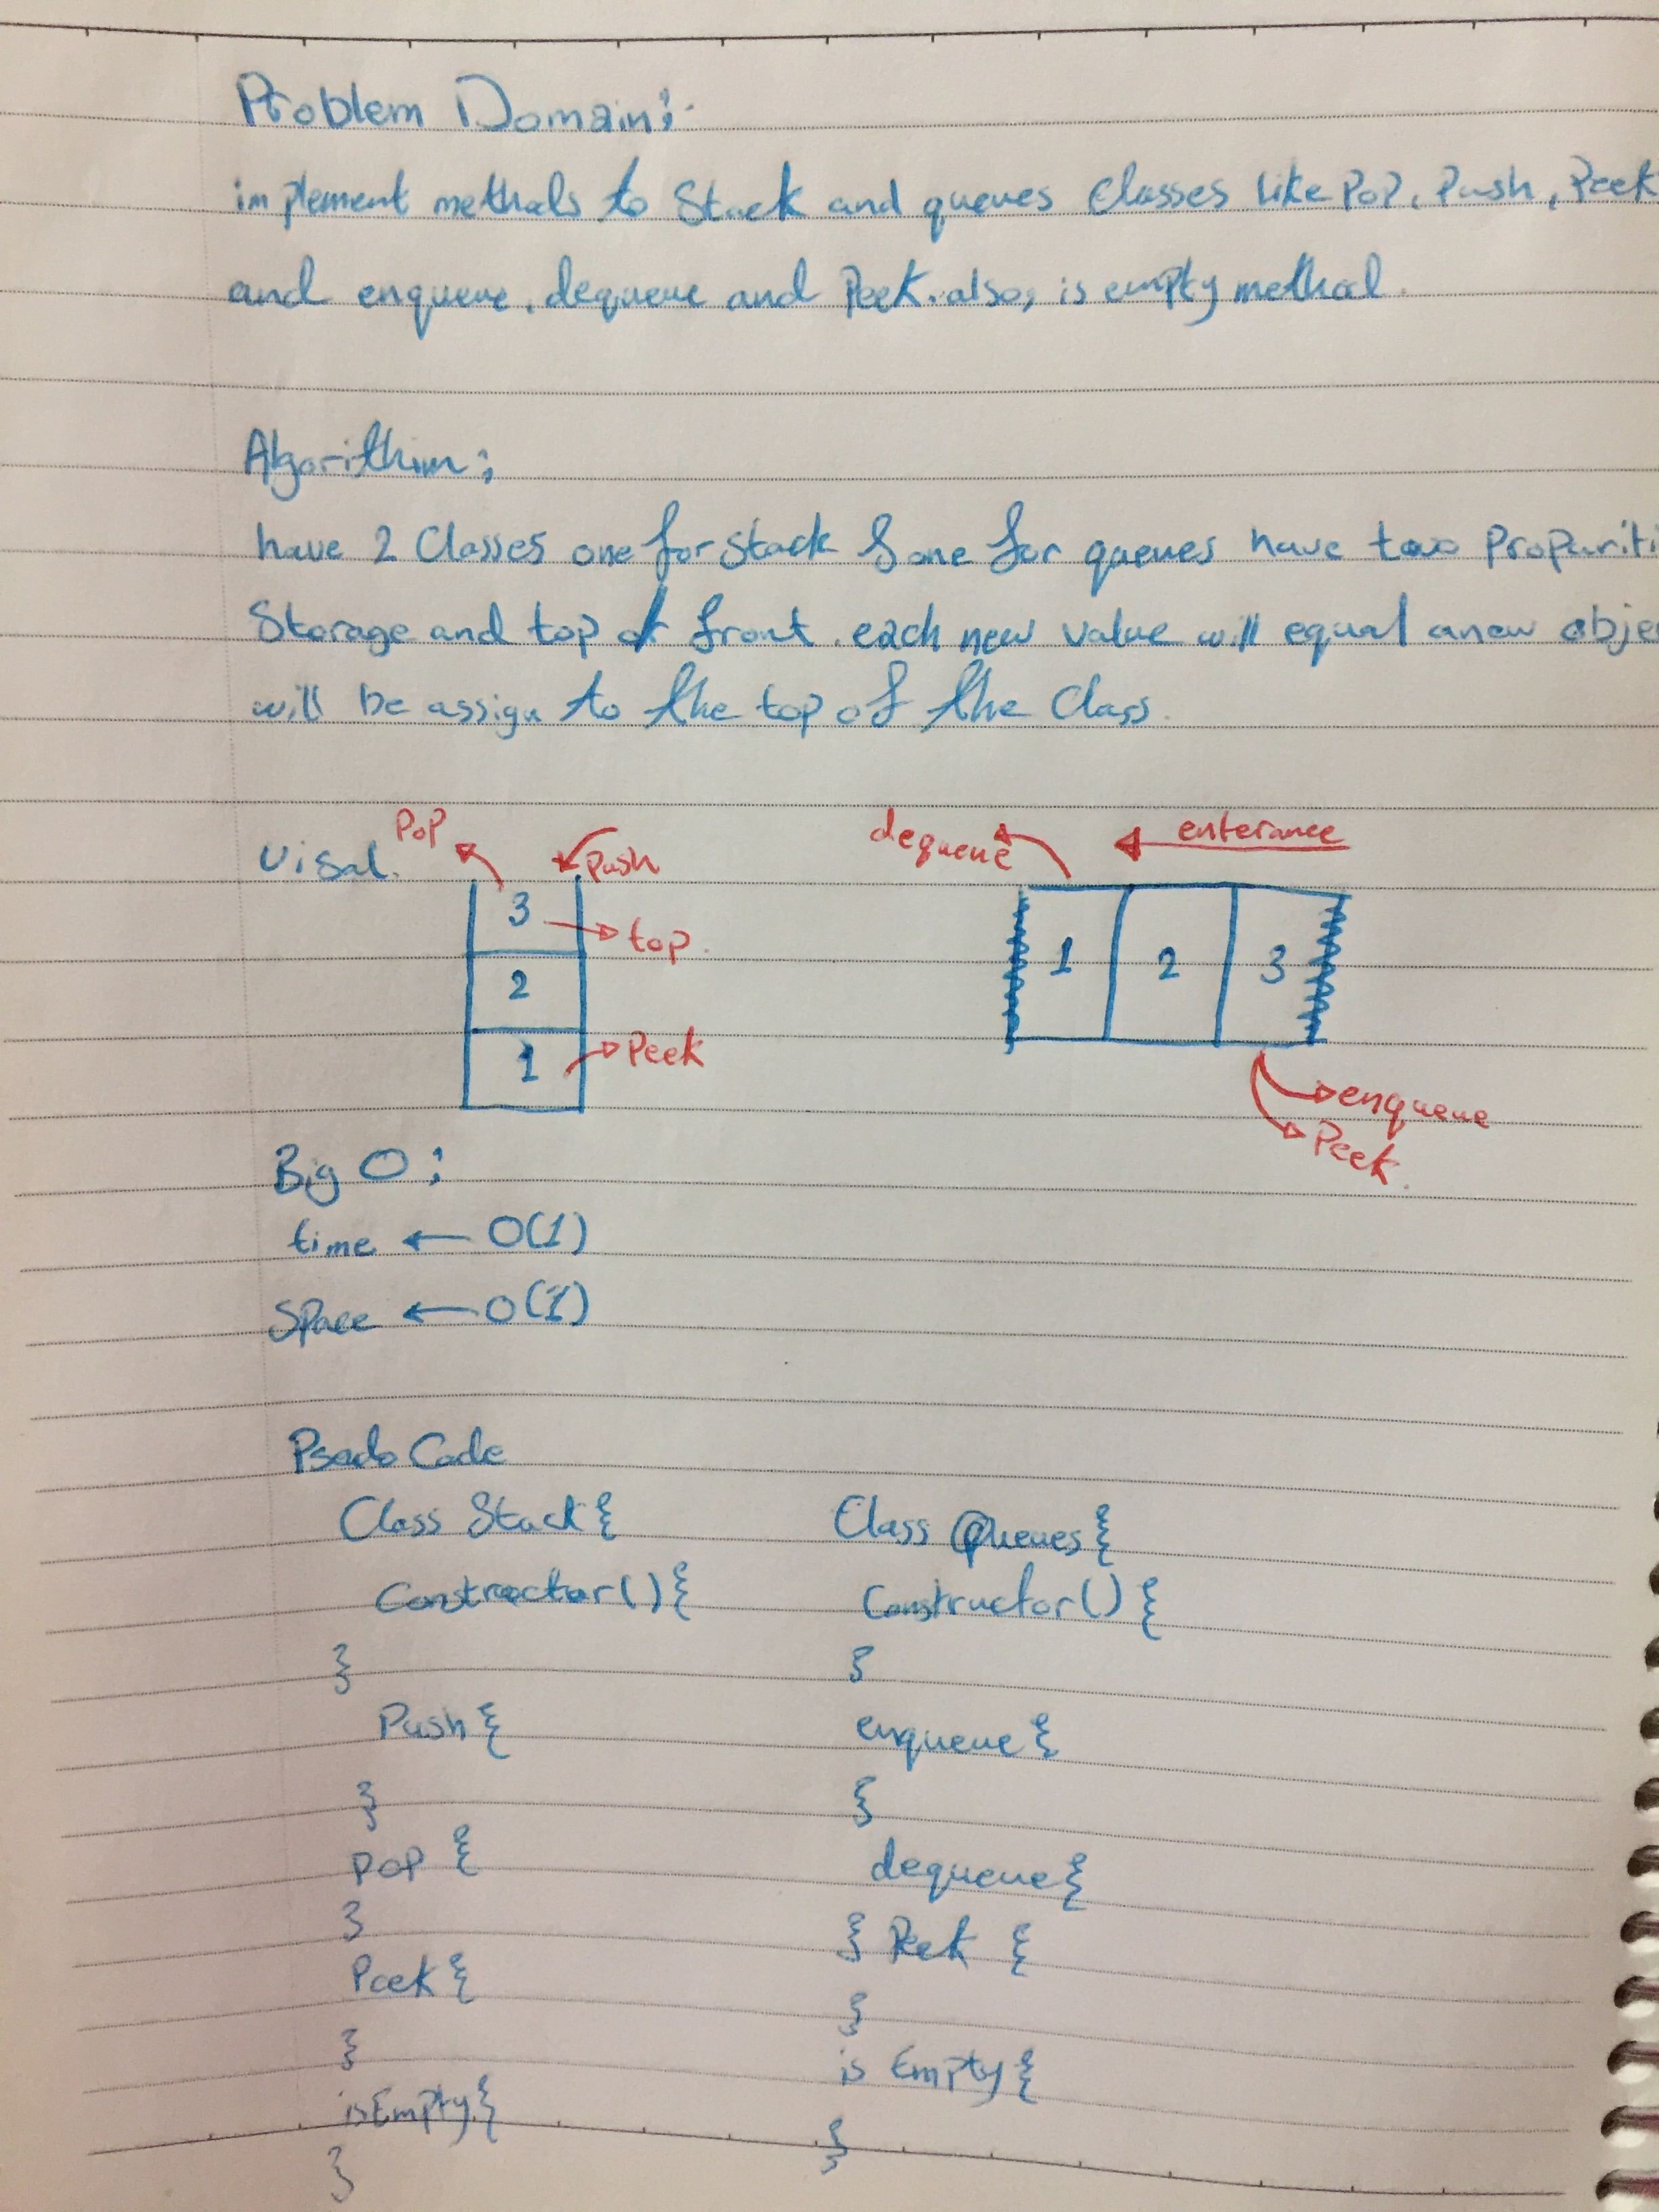 Problem Domain:
implement methods to Stack and queues Classes like POP, Push, Peek
and enqueue, dequeue and Peek. also, is empty method.
Algorithim:
have 2 Classes one for stack & one for queues have two Propariti
Storage and top or front. each new value will equal a new obje
will be assign to the top of the Class.
Visal.
POP
Push
3
top.
2
1
Peek
dequeue
enterance
1 2 3
enqueue
Peek.
Big O:
time ← O(1)
Space ← O(1)
Psedo Code
Class Stack {
Constructor() {
}
Push {
}
POP {
}
Peek {
}
isEmpty {
}
Class Queues {
Constructor() {
}
enqueue {
}
dequeue {
} Peek {
}
is Empty {
}